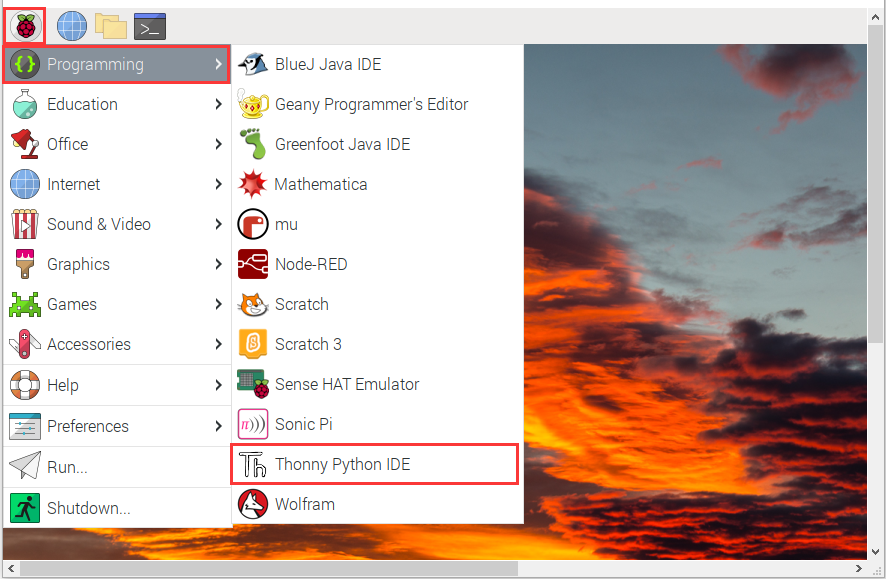 Programming
Education
Office
Internet
Sound & Video
Graphics
Games
Accessories
Help
Preferences
Run...
Shutdown...
BlueJ Java IDE
Geany Programmer's Editor
Greenfoot Java IDE
Mathematica
mu
Node-RED
Scratch
Scratch 3
Sense HAT Emulator
Sonic Pi
Th Thonny Python IDE
Wolfram